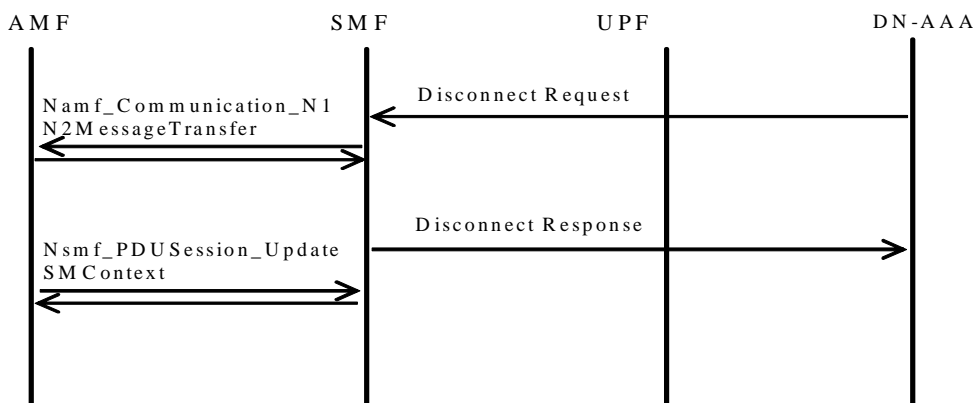 AMF
SMF
UPF
DN-AAA
Disconnect Request
Namf_Communication_N1
N2MessageTransfer
Disconnect Response
Nsmf_PDUSession_Update
SMContext